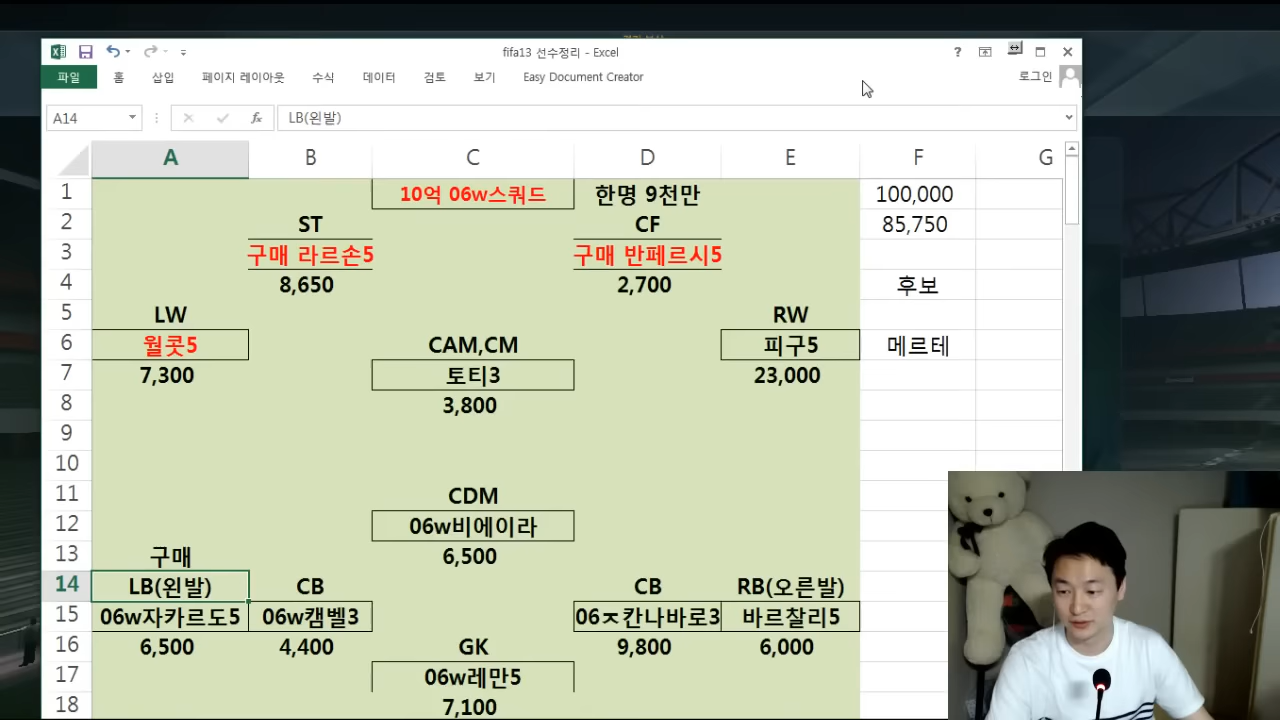 fifa13 선수정리 - Excel
?
파일 홈 삽입 페이지 레이아웃 수식 데이터 검토 보기 Easy Document Creator 로그인
A14 fx LB(왼발)
A B C D E F G
1 10억 06w스쿼드 한명 9천만 100,000
2 ST CF 85,750
3 구매 라르손5 구매 반페르시5
4 8,650 2,700 후보
5 LW RW
6 월콧5 CAM,CM 피구5 메르테
7 7,300 토티3 23,000
8 3,800
9
10
11 CDM
12 06w비에이라
13 구매 6,500
14 LB(왼발) CB CB RB(오른발)
15 06w자카르도5 06w캠벨3 06ㅈ칸나바로3 바르찰리5
16 6,500 4,400 GK 9,800 6,000
17 06w레만5
18 7,100